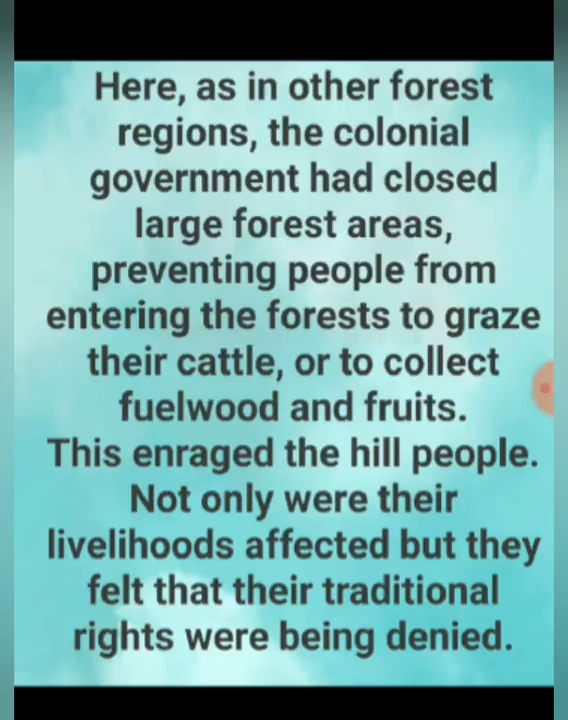 Here, as in other forest
regions, the colonial
government had closed
large forest areas,
preventing people from
entering the forests to graze
their cattle, or to collect
fuelwood and fruits.
This enraged the hill people.
Not only were their
livelihoods affected but they
felt that their traditional
rights were being denied.